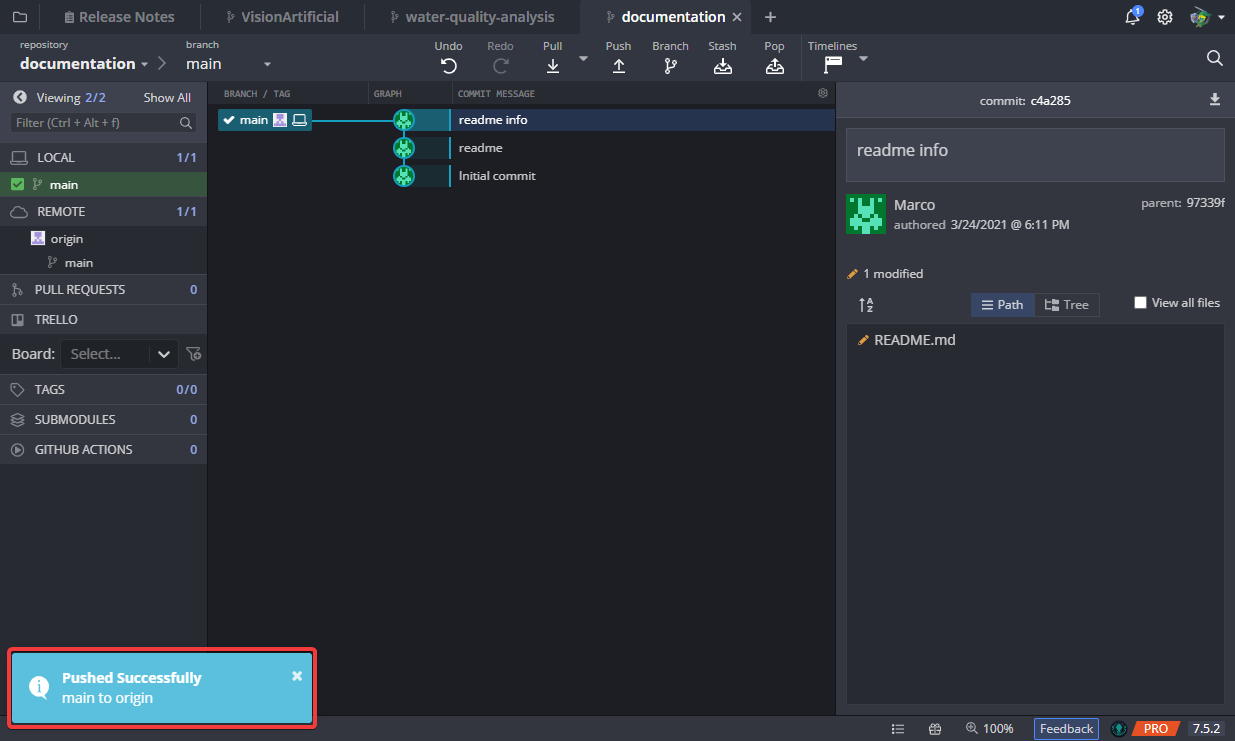 Release Notes
VisionArtificial
water-quality-analysis
documentation
1
repository
documentation
branch
main
Undo
Redo
Pull
Push
Branch
Stash
Pop
Timelines
Viewing 2/2
Show All
Filter (Ctrl + Alt + f)
LOCAL 1/1
main
REMOTE 1/1
origin
main
PULL REQUESTS 0
TRELLO
Board: Select...
TAGS 0/0
SUBMODULES 0
GITHUB ACTIONS 0
BRANCH / TAG
GRAPH
COMMIT MESSAGE
main
readme info
readme
Initial commit
commit: c4a285
readme info
Marco
parent: 97339f
authored 3/24/2021 @ 6:11 PM
1 modified
A
Z
Path
Tree
View all files
README.md
Pushed Successfully
main to origin
100%
Feedback
PRO
7.5.2